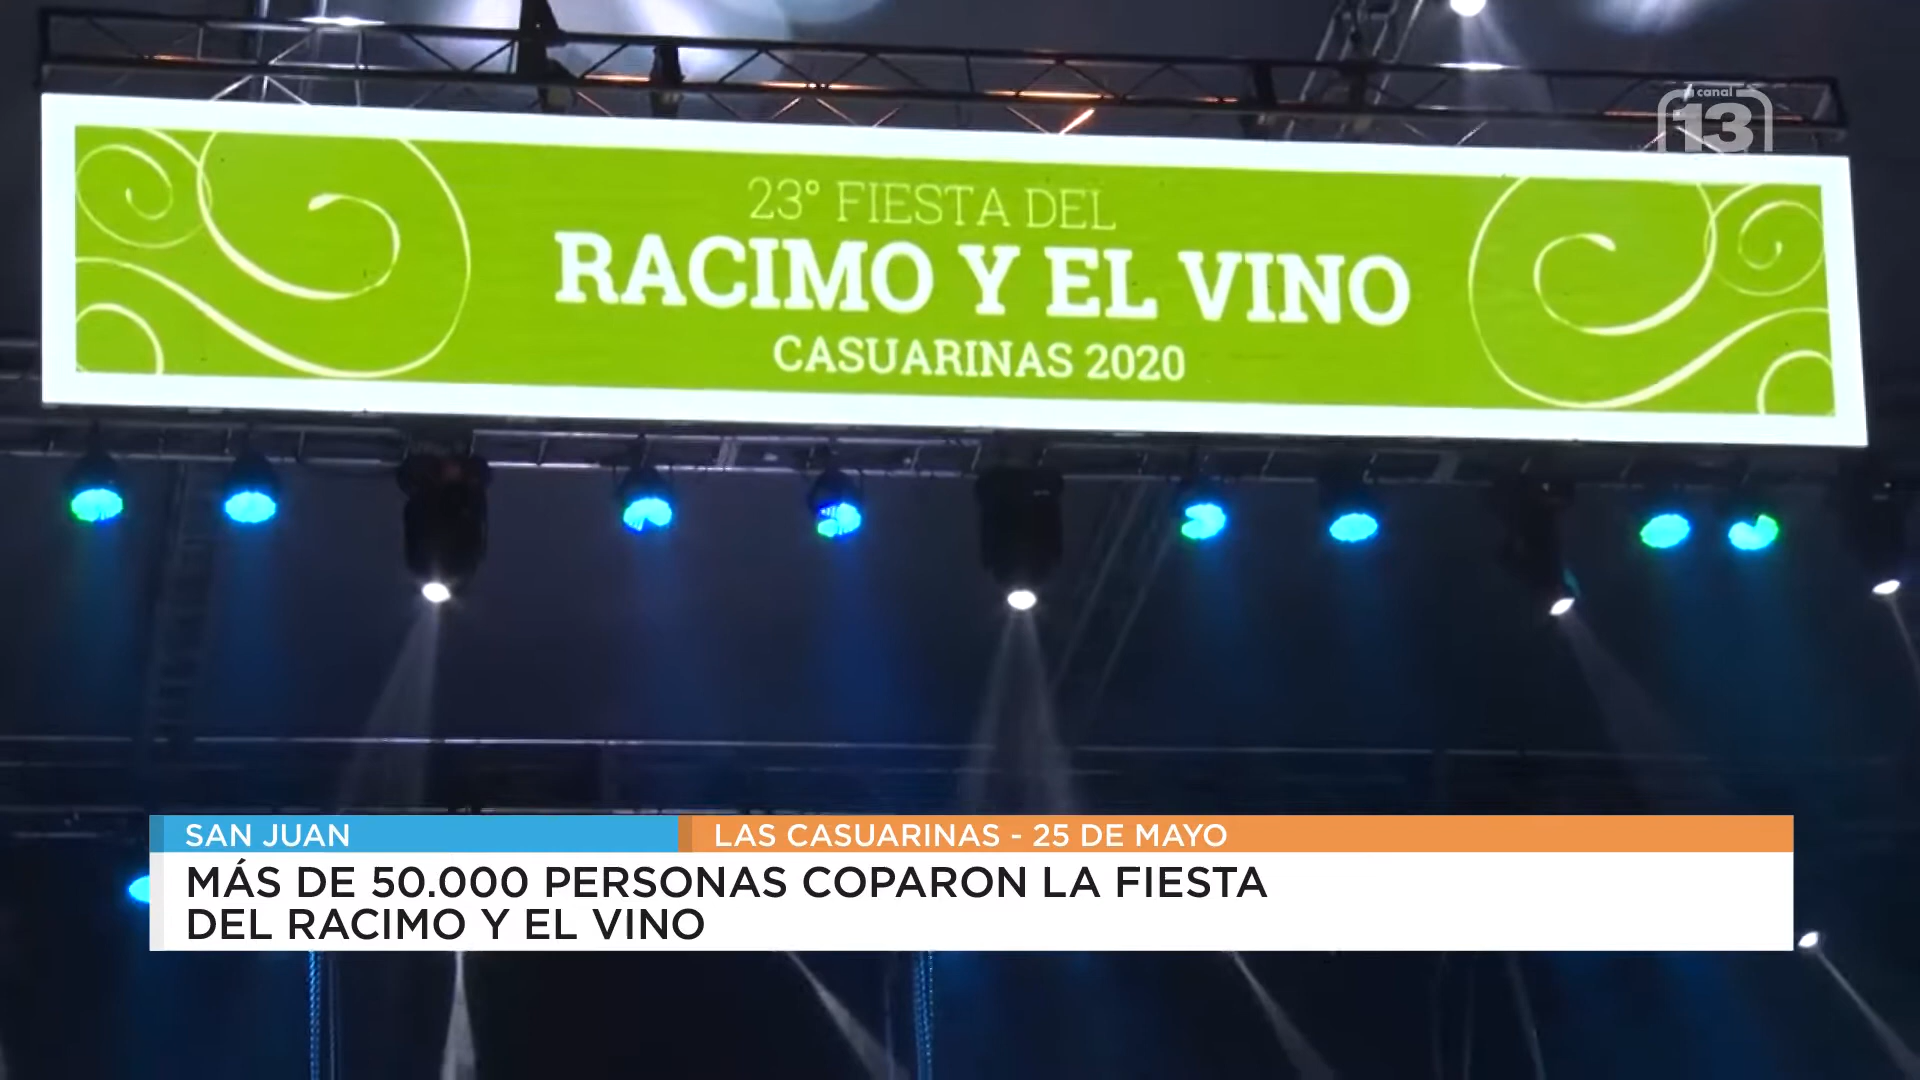 canal
13
23° FIESTA DEL
RACIMO Y EL VINO
CASUARINAS 2020
SAN JUAN
LAS CASUARINAS - 25 DE MAYO
MÁS DE 50.000 PERSONAS COPARON LA FIESTA
DEL RACIMO Y EL VINO